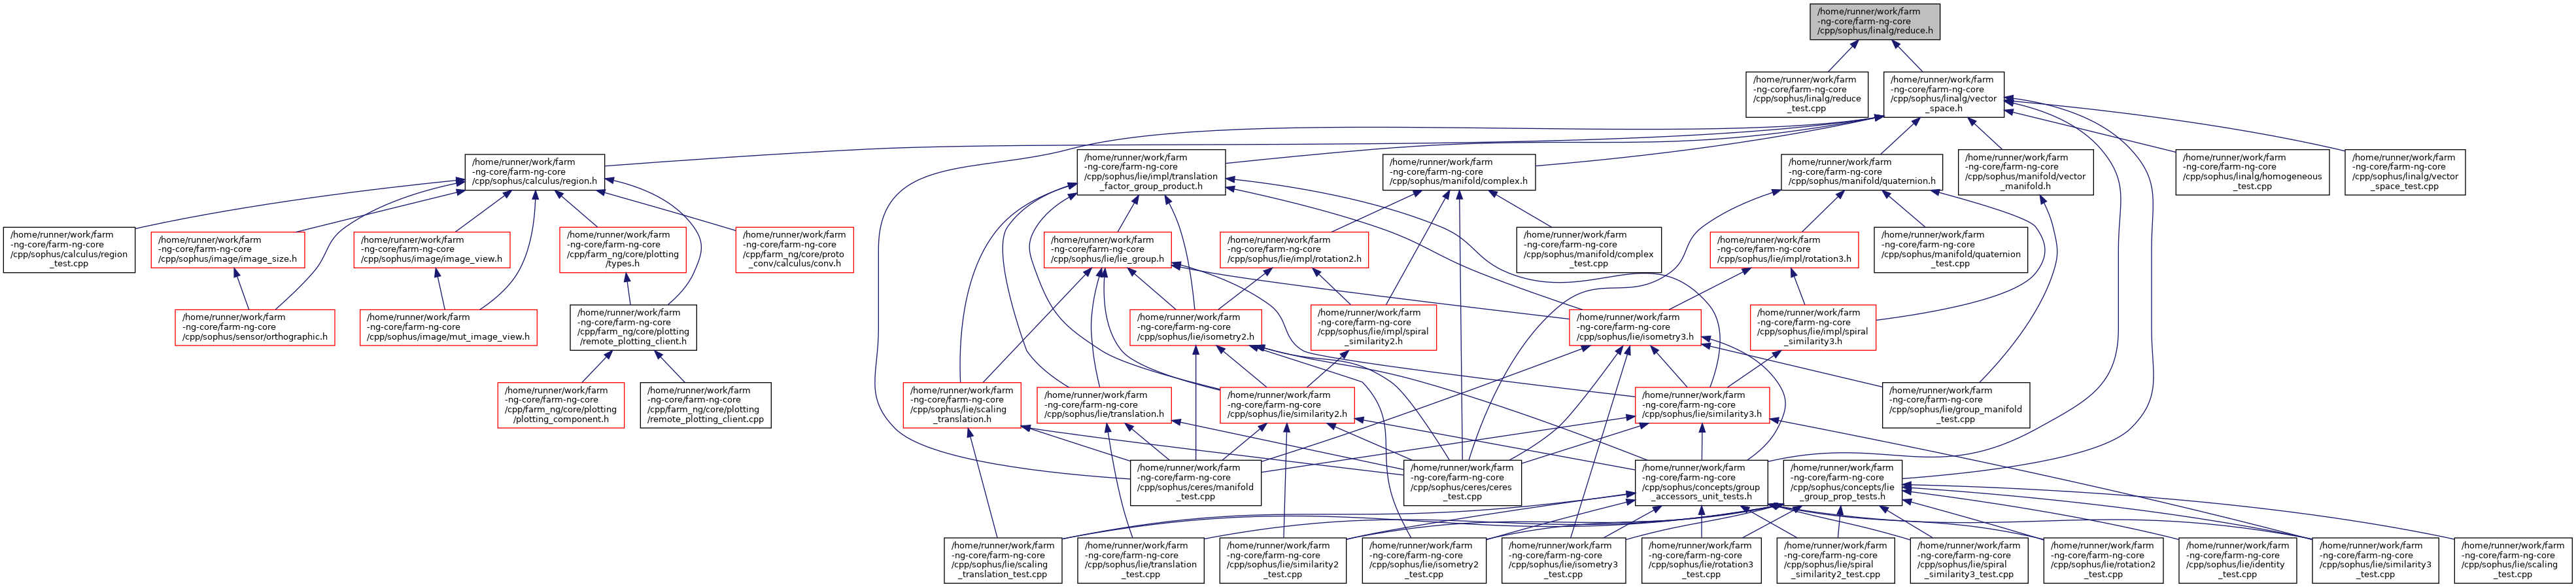 /home/runner/work/farm
-ng-core/farm-ng-core
/cpp/sophus/linalg/reduce.h
/home/runner/work/farm
-ng-core/farm-ng-core
/cpp/sophus/linalg/reduce
_test.cpp
/home/runner/work/farm
-ng-core/farm-ng-core
/cpp/sophus/linalg/vector
_space.h
/home/runner/work/farm
-ng-core/farm-ng-core
/cpp/sophus/calculus/region.h
/home/runner/work/farm
-ng-core/farm-ng-core
/cpp/sophus/lie/impl/translation
_factor_group_product.h
/home/runner/work/farm
-ng-core/farm-ng-core
/cpp/sophus/manifold/complex.h
/home/runner/work/farm
-ng-core/farm-ng-core
/cpp/sophus/manifold/quaternion.h
/home/runner/work/farm
-ng-core/farm-ng-core
/cpp/sophus/manifold/vector
_manifold.h
/home/runner/work/farm
-ng-core/farm-ng-core
/cpp/sophus/linalg/homogeneous
_test.cpp
/home/runner/work/farm
-ng-core/farm-ng-core
/cpp/sophus/linalg/vector
_space_test.cpp
/home/runner/work/farm
-ng-core/farm-ng-core
/cpp/sophus/calculus/region
_test.cpp
/home/runner/work/farm
-ng-core/farm-ng-core
/cpp/sophus/image/image_size.h
/home/runner/work/farm
-ng-core/farm-ng-core
/cpp/sophus/image/image_view.h
/home/runner/work/farm
-ng-core/farm-ng-core
/cpp/farm_ng/core/plotting
/types.h
/home/runner/work/farm
-ng-core/farm-ng-core
/cpp/farm_ng/core/proto
_conv/calculus/conv.h
/home/runner/work/farm
-ng-core/farm-ng-core
/cpp/sophus/lie/lie_group.h
/home/runner/work/farm
-ng-core/farm-ng-core
/cpp/sophus/lie/impl/rotation2.h
/home/runner/work/farm
-ng-core/farm-ng-core
/cpp/sophus/manifold/complex
_test.cpp
/home/runner/work/farm
-ng-core/farm-ng-core
/cpp/sophus/lie/impl/rotation3.h
/home/runner/work/farm
-ng-core/farm-ng-core
/cpp/sophus/manifold/quaternion
_test.cpp
/home/runner/work/farm
-ng-core/farm-ng-core
/cpp/sophus/sensor/orthographic.h
/home/runner/work/farm
-ng-core/farm-ng-core
/cpp/sophus/image/mut_image_view.h
/home/runner/work/farm
-ng-core/farm-ng-core
/cpp/farm_ng/core/plotting
/remote_plotting_client.h
/home/runner/work/farm
-ng-core/farm-ng-core
/cpp/sophus/lie/isometry2.h
/home/runner/work/farm
-ng-core/farm-ng-core
/cpp/sophus/lie/impl/spiral
_similarity2.h
/home/runner/work/farm
-ng-core/farm-ng-core
/cpp/sophus/lie/isometry3.h
/home/runner/work/farm
-ng-core/farm-ng-core
/cpp/sophus/lie/impl/spiral
_similarity3.h
/home/runner/work/farm
-ng-core/farm-ng-core
/cpp/farm_ng/core/plotting
/plotting_component.h
/home/runner/work/farm
-ng-core/farm-ng-core
/cpp/farm_ng/core/plotting
/remote_plotting_client.cpp
/home/runner/work/farm
-ng-core/farm-ng-core
/cpp/sophus/lie/scaling
_translation.h
/home/runner/work/farm
-ng-core/farm-ng-core
/cpp/sophus/lie/translation.h
/home/runner/work/farm
-ng-core/farm-ng-core
/cpp/sophus/lie/similarity2.h
/home/runner/work/farm
-ng-core/farm-ng-core
/cpp/sophus/lie/similarity3.h
/home/runner/work/farm
-ng-core/farm-ng-core
/cpp/sophus/lie/group_manifold
_test.cpp
/home/runner/work/farm
-ng-core/farm-ng-core
/cpp/sophus/ceres/manifold
_test.cpp
/home/runner/work/farm
-ng-core/farm-ng-core
/cpp/sophus/ceres/ceres
_test.cpp
/home/runner/work/farm
-ng-core/farm-ng-core
/cpp/sophus/concepts/group
_accessors_unit_tests.h
/home/runner/work/farm
-ng-core/farm-ng-core
/cpp/sophus/concepts/lie
_group_prop_tests.h
/home/runner/work/farm
-ng-core/farm-ng-core
/cpp/sophus/lie/scaling
_translation_test.cpp
/home/runner/work/farm
-ng-core/farm-ng-core
/cpp/sophus/lie/translation
_test.cpp
/home/runner/work/farm
-ng-core/farm-ng-core
/cpp/sophus/lie/similarity2
_test.cpp
/home/runner/work/farm
-ng-core/farm-ng-core
/cpp/sophus/lie/isometry2
_test.cpp
/home/runner/work/farm
-ng-core/farm-ng-core
/cpp/sophus/lie/isometry3
_test.cpp
/home/runner/work/farm
-ng-core/farm-ng-core
/cpp/sophus/lie/rotation3
_test.cpp
/home/runner/work/farm
-ng-core/farm-ng-core
/cpp/sophus/lie/spiral
_similarity2_test.cpp
/home/runner/work/farm
-ng-core/farm-ng-core
/cpp/sophus/lie/spiral
_similarity3_test.cpp
/home/runner/work/farm
-ng-core/farm-ng-core
/cpp/sophus/lie/rotation2
_test.cpp
/home/runner/work/farm
-ng-core/farm-ng-core
/cpp/sophus/lie/identity
_test.cpp
/home/runner/work/farm
-ng-core/farm-ng-core
/cpp/sophus/lie/similarity3
_test.cpp
/home/runner/work/farm
-ng-core/farm-ng-core
/cpp/sophus/lie/scaling
_test.cpp